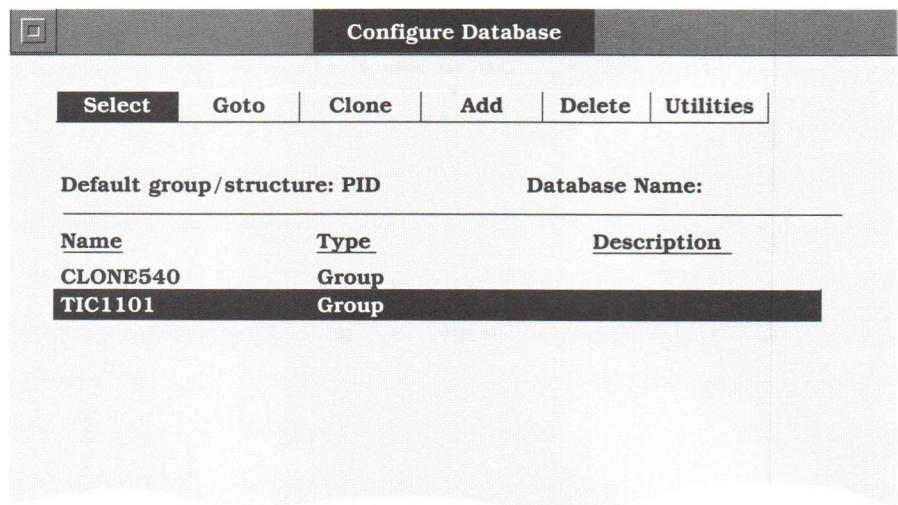 Configure Database
Select Goto Clone Add Delete Utilities
Default group/structure: PID Database Name:
Name Type Description
CLONE540 Group
TIC1101 Group